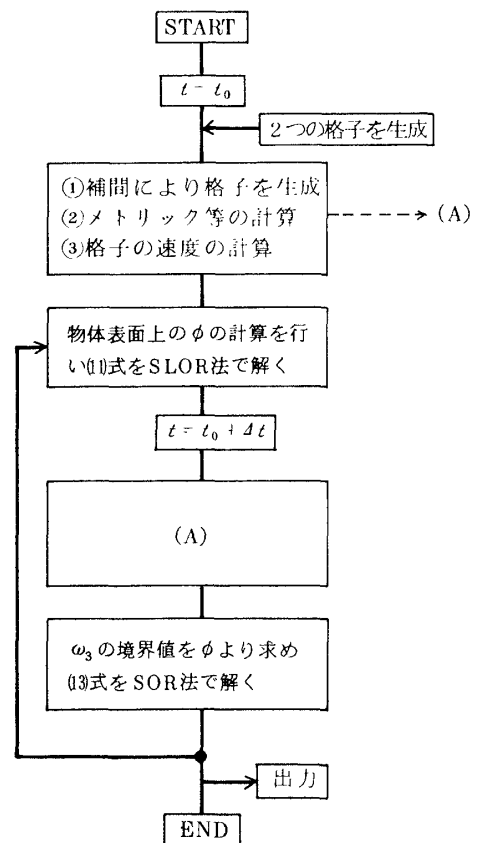 START
t = t₀
2つの格子を生成
①補間により格子を生成
②メトリック等の計算
③格子の速度の計算
(A)
物体表面上のφの計算を行
い(11)式をSLOR法で解く
t = t₀ + Δt
(A)
ω₃の境界値をφより求め
(13)式をSOR法で解く
出力
END